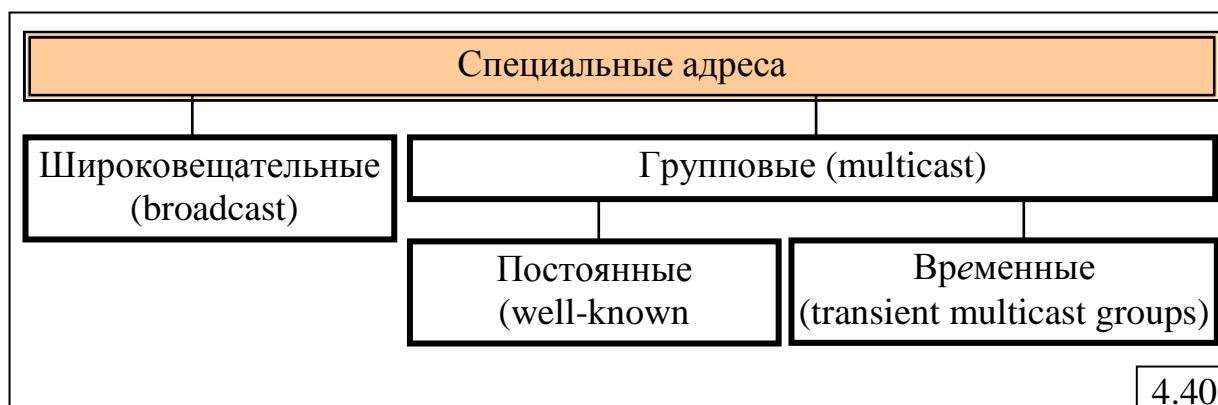 Специальные адреса
Широковещательные
(broadcast)
Групповые (multicast)
Постоянные
(well-known
Временные
(transient multicast groups)
4.40